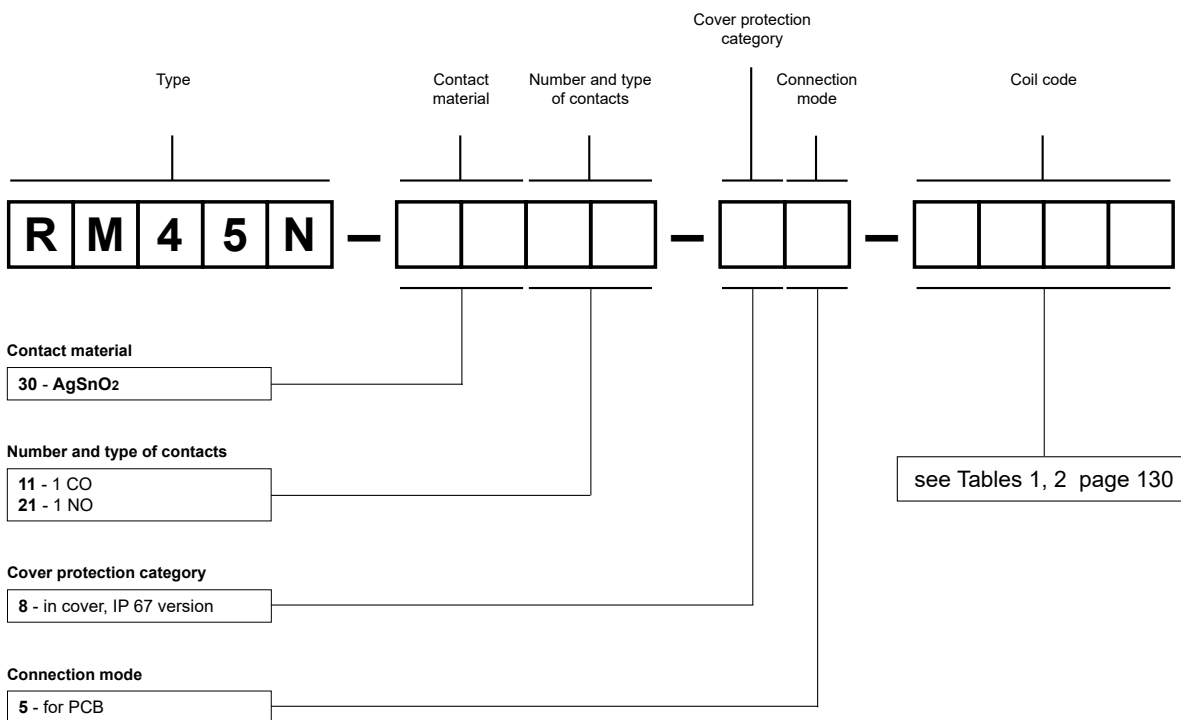 Cover protection
category
Type
Contact
material
Number and type
of contacts
Connection
mode
Coil code
R M 4 5 N – – –
Contact material
30 - AgSnO2
Number and type of contacts
11 - 1 CO
21 - 1 NO
see Tables 1, 2 page 130
Cover protection category
8 - in cover, IP 67 version
Connection mode
5 - for PCB